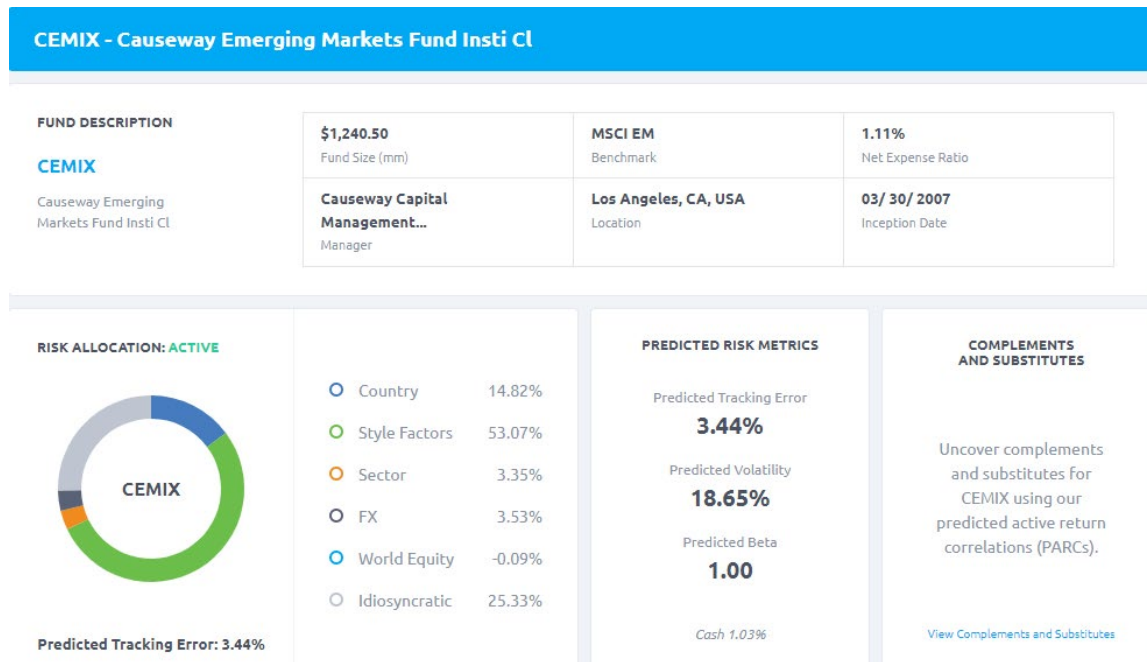 CEMIX - Causeway Emerging Markets Fund Insti Cl
FUND DESCRIPTION
CEMIX
Causeway Emerging
Markets Fund Insti Cl
$1,240.50
Fund Size (mm)
MSCI EM
Benchmark
1.11%
Net Expense Ratio
Causeway Capital
Management...
Manager
Los Angeles, CA, USA
Location
03/ 30/ 2007
Inception Date
RISK ALLOCATION: ACTIVE
CEMIX
Predicted Tracking Error: 3.44%
Country 14.82%
Style Factors 53.07%
Sector 3.35%
FX 3.53%
World Equity -0.09%
Idiosyncratic 25.33%
PREDICTED RISK METRICS
Predicted Tracking Error
3.44%
Predicted Volatility
18.65%
Predicted Beta
1.00
Cash 1.03%
COMPLEMENTS
AND SUBSTITUTES
Uncover complements
and substitutes for
CEMIX using our
predicted active return
correlations (PARCs).
View Complements and Substitutes